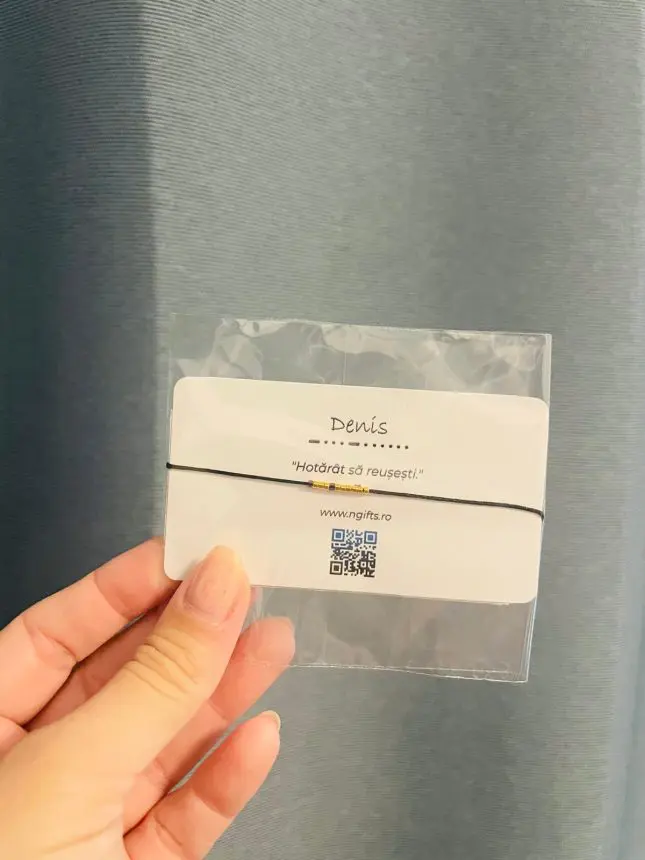 Denis
"Hotărât să reușești."
www.ngifts.ro